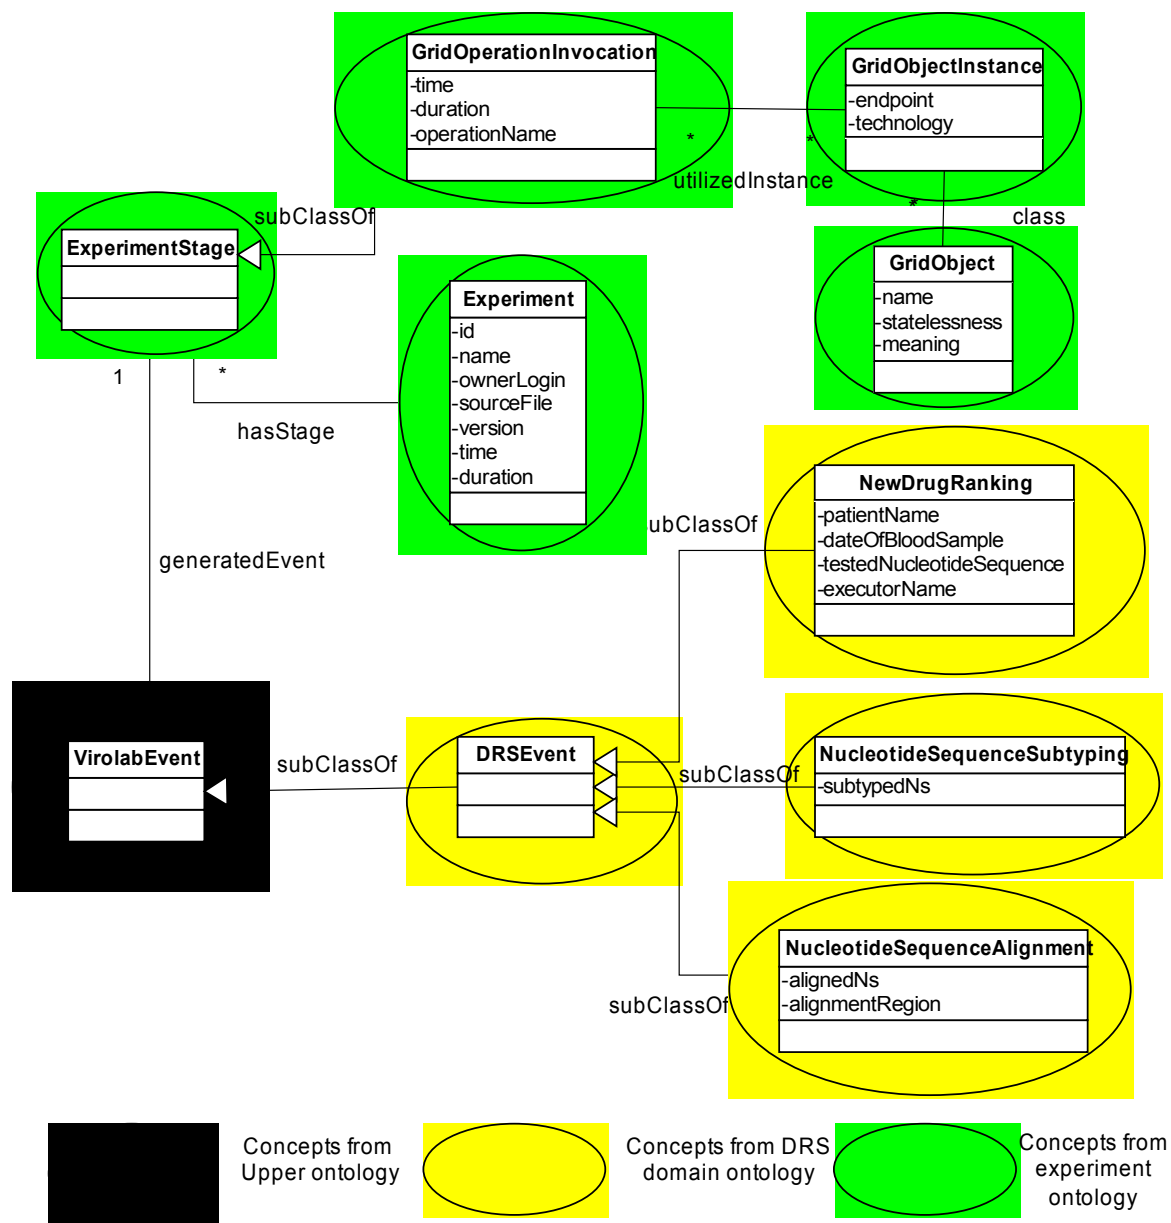 GridOperationInvocation
-time
-duration
-operationName
GridObjectInstance
-endpoint
-technology
*
*
utilizedInstance
*
class
subClassOf
ExperimentStage
GridObject
-name
-statelessness
-meaning
Experiment
-id
-name
-ownerLogin
-sourceFile
-version
-time
-duration
1
*
hasStage
NewDrugRanking
-patientName
-dateOfBloodSample
-testedNucleotideSequence
-executorName
ubClassOf
generatedEvent
VirolabEvent
subClassOf
DRSEvent
subClassOf
NucleotideSequenceSubtyping
-subtypedNs
NucleotideSequenceAlignment
-alignedNs
-alignmentRegion
subClassOf
Concepts from
Upper ontology
Concepts from DRS
domain ontology
Concepts from
experiment
ontology